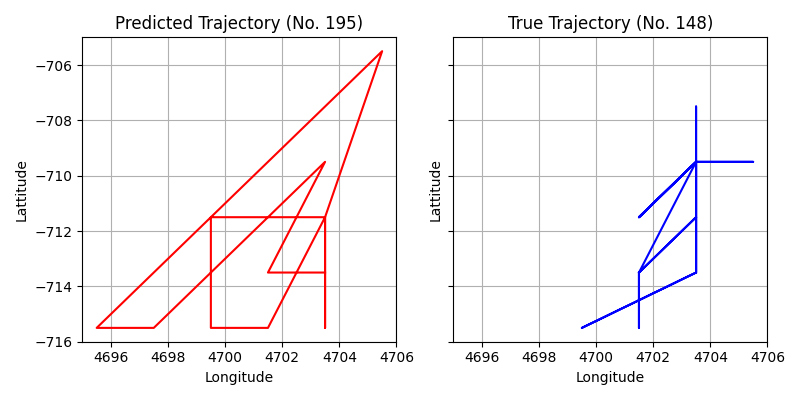 Predicted Trajectory (No. 195)
True Trajectory (No. 148)
−706
−708
−710
−712
−714
−716
Lattitude
Lattitude
4696 4698 4700 4702 4704 4706
4696 4698 4700 4702 4704 4706
Longitude
Longitude